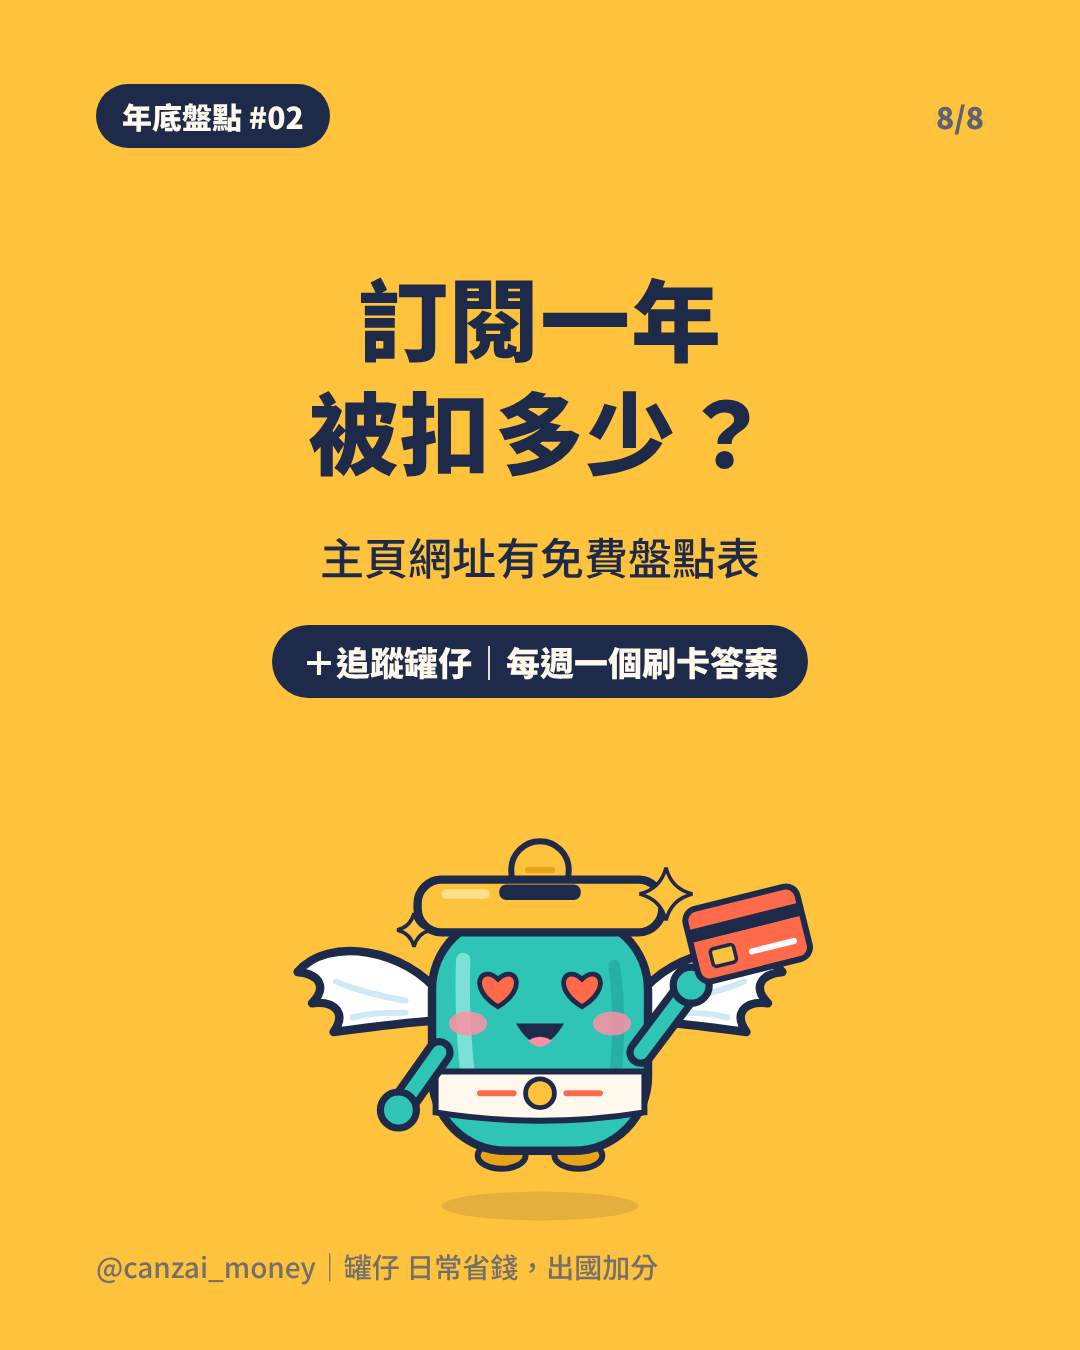 年底盤點 #02
8/8
訂閱一年
被扣多少？
主頁網址有免費盤點表
＋追蹤罐仔｜每週一個刷卡答案
@canzai_money｜罐仔 日常省錢，出國加分